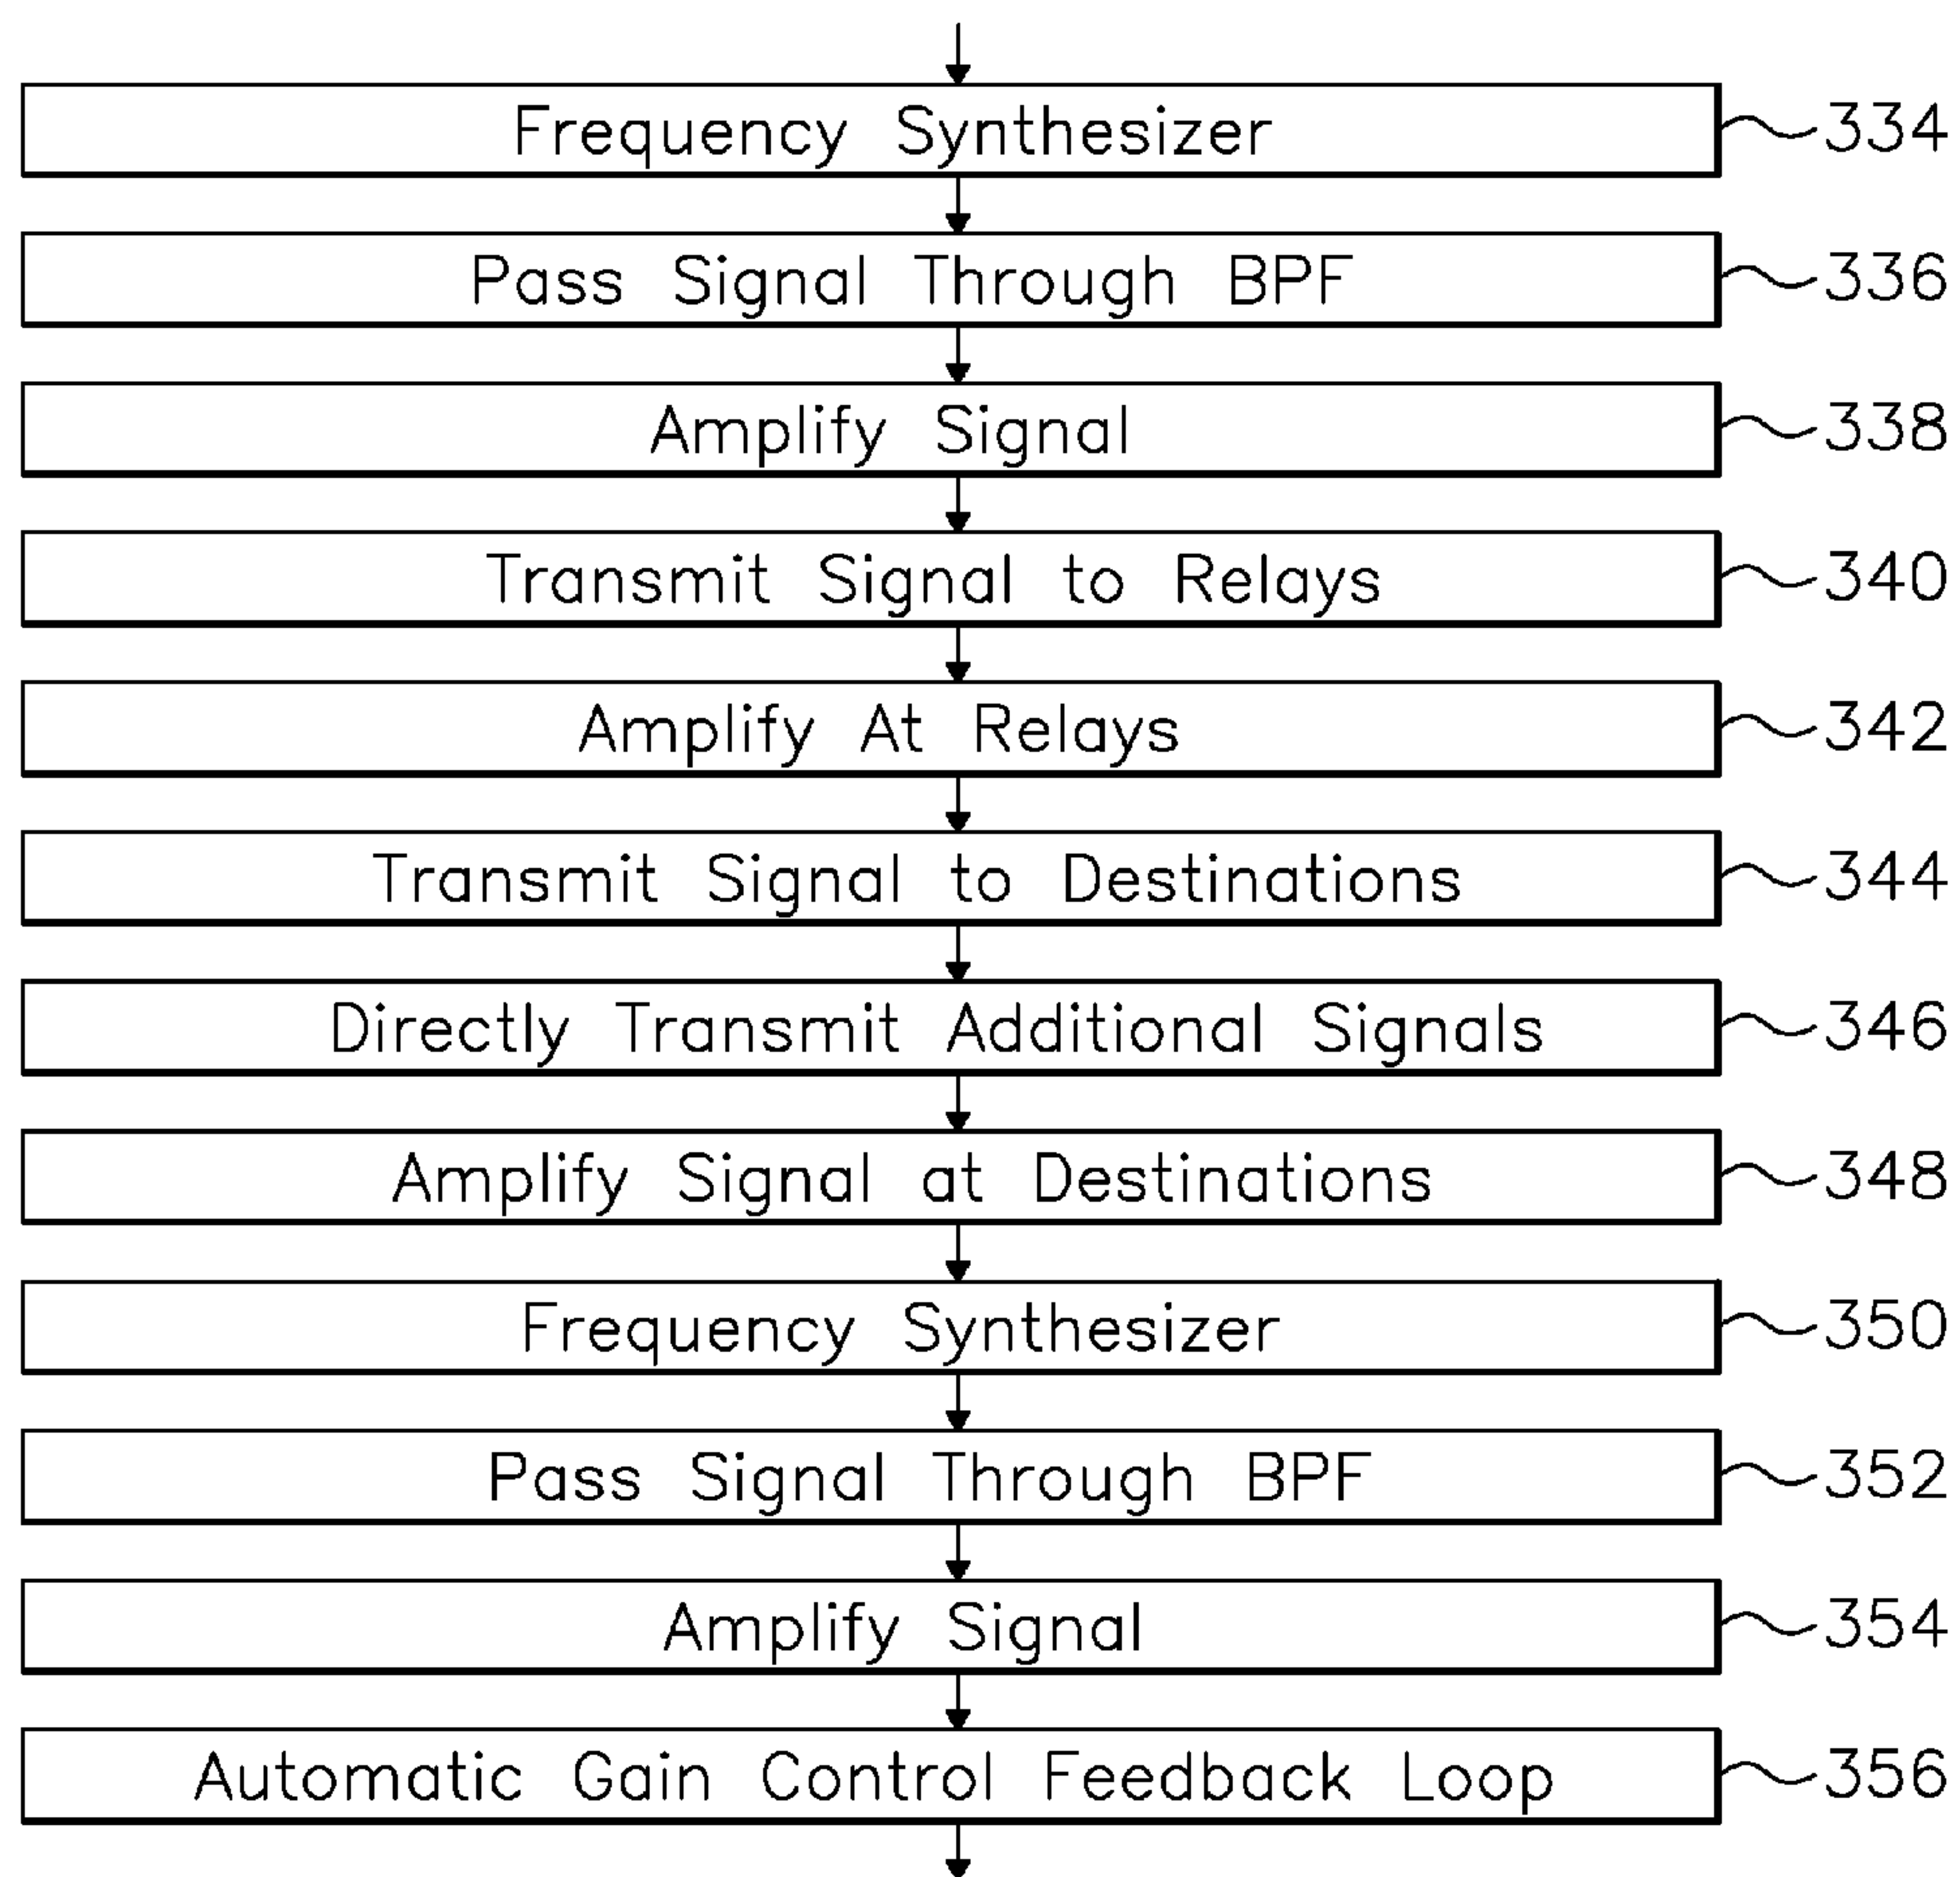 Frequency Synthesizer 334
Pass Signal Through BPF 336
Amplify Signal 338
Transmit Signal to Relays 340
Amplify At Relays 342
Transmit Signal to Destinations 344
Directly Transmit Additional Signals 346
Amplify Signal at Destinations 348
Frequency Synthesizer 350
Pass Signal Through BPF 352
Amplify Signal 354
Automatic Gain Control Feedback Loop 356